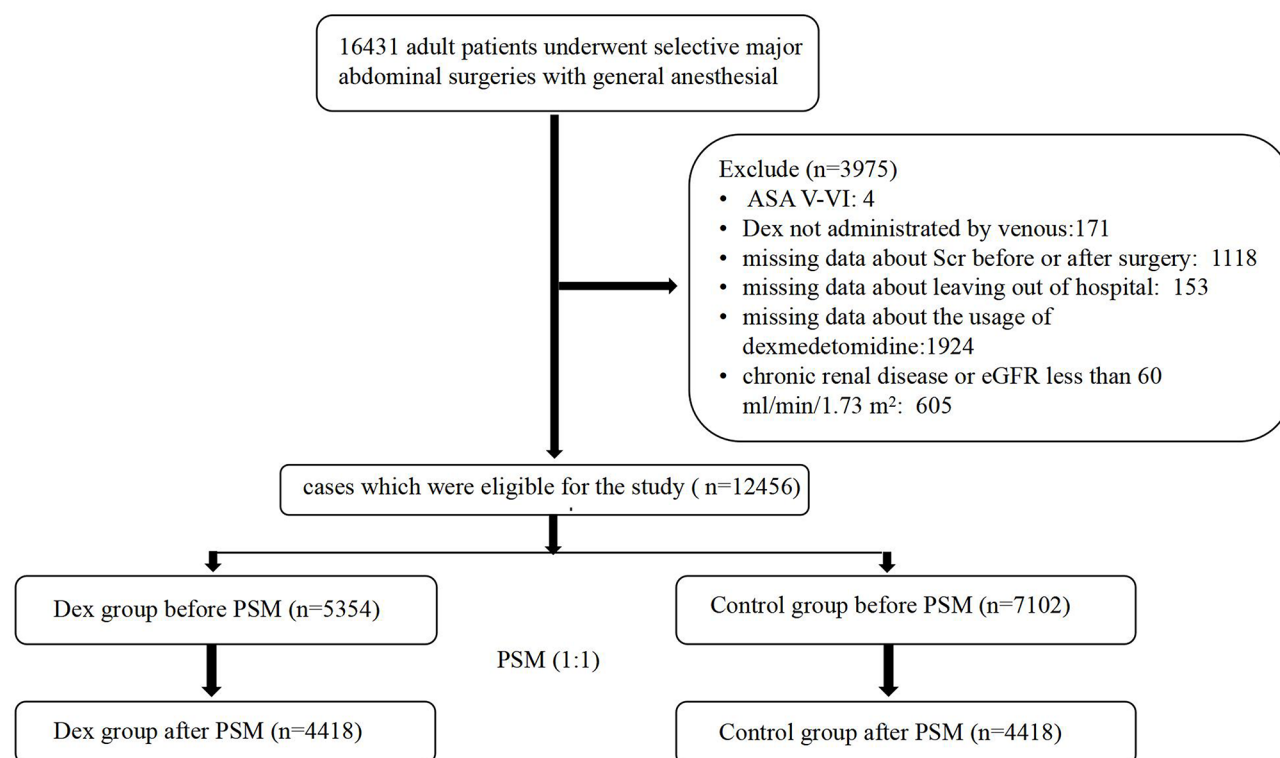 16431 adult patients underwent selective major
abdominal surgeries with general anesthesial
Exclude (n=3975)
• ASA V-VI: 4
• Dex not administrated by venous:171
• missing data about Scr before or after surgery: 1118
• missing data about leaving out of hospital: 153
• missing data about the usage of
dexmedetomidine:1924
• chronic renal disease or eGFR less than 60
ml/min/1.73 m²: 605
cases which were eligible for the study ( n=12456)
Dex group before PSM (n=5354)
Control group before PSM (n=7102)
PSM (1:1)
Dex group after PSM (n=4418)
Control group after PSM (n=4418)